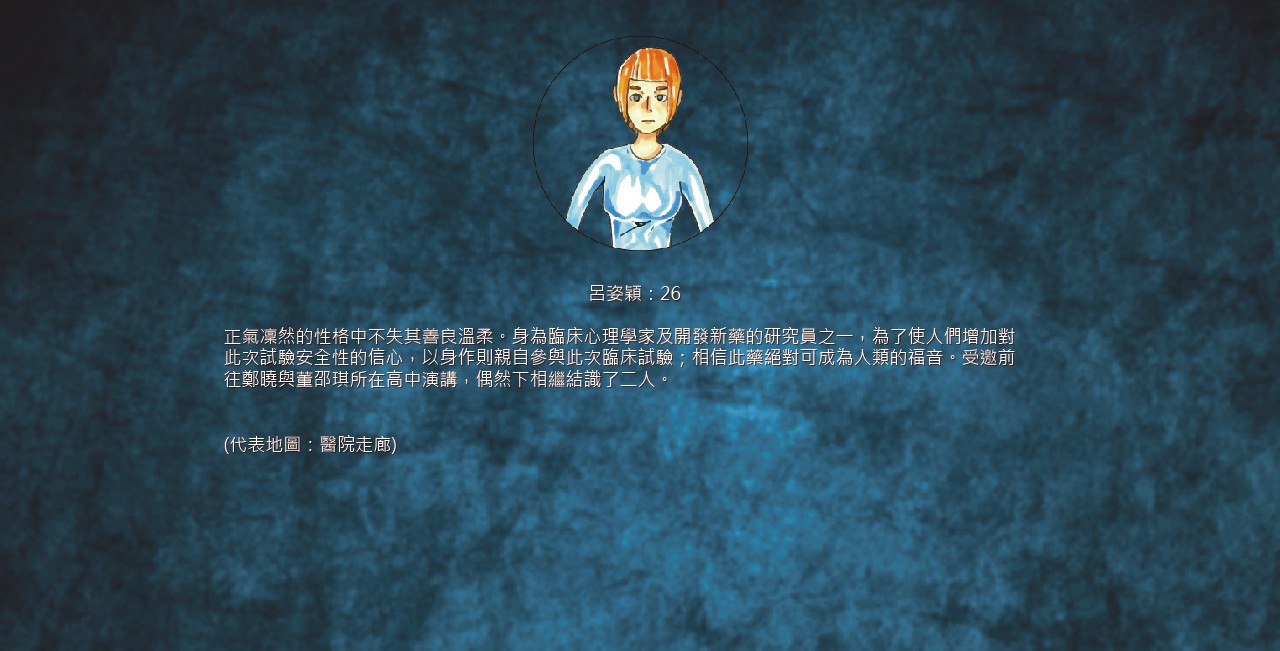 呂姿穎：26
正氣凜然的性格中不失其善良溫柔。身為臨床心理學家及開發新藥的研究員之一，為了使人們增加對
此次試驗安全性的信心，以身作則親自參與此次臨床試驗；相信此藥絕對可成為人類的福音。受邀前
往鄭曉與董邵琪所在高中演講，偶然下相繼結識了二人。
(代表地圖：醫院走廊)